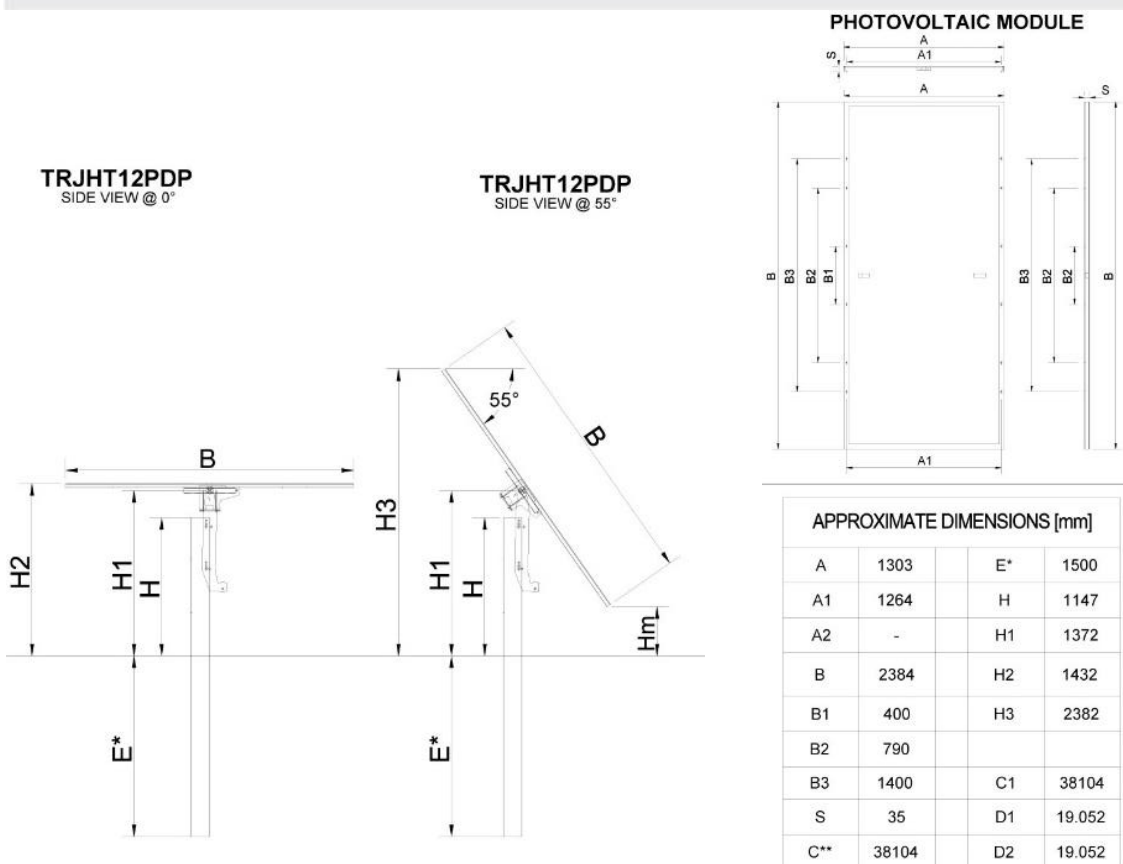 PHOTOVOLTAIC MODULE
A
A1
S
A
S
B
B3
B2
B1
B3
B2
B2
B
A1
TRJHT12PDP
SIDE VIEW @ 0°
TRJHT12PDP
SIDE VIEW @ 55°
B
H2
H1
H
E*
55°
B
H3
H1
H
Hm
E*
APPROXIMATE DIMENSIONS [mm]
A 1303 E* 1500
A1 1264 H 1147
A2 - H1 1372
B 2384 H2 1432
B1 400 H3 2382
B2 790
B3 1400 C1 38104
S 35 D1 19.052
C** 38104 D2 19.052